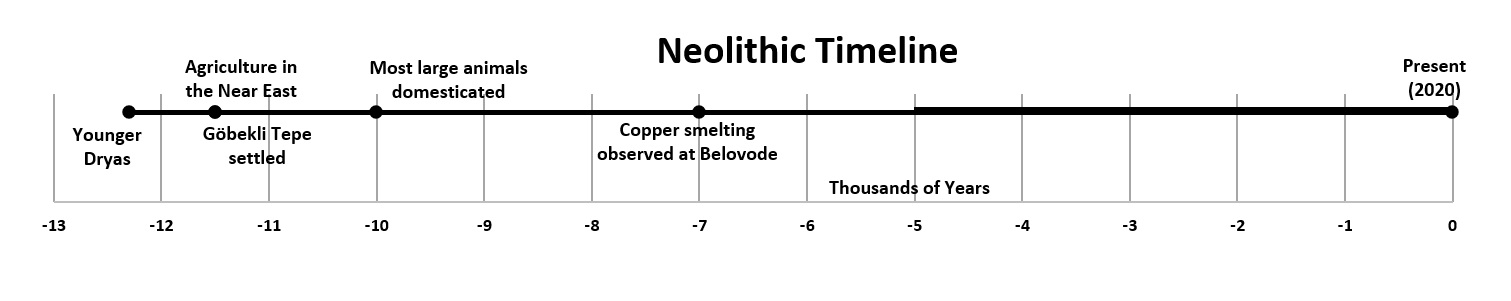 Neolithic Timeline
Agriculture in
the Near East
Most large animals
domesticated
Present
(2020)
Younger
Dryas
Göbekli Tepe
settled
Copper smelting
observed at Belovode
Thousands of Years
-13 -12 -11 -10 -9 -8 -7 -6 -5 -4 -3 -2 -1 0